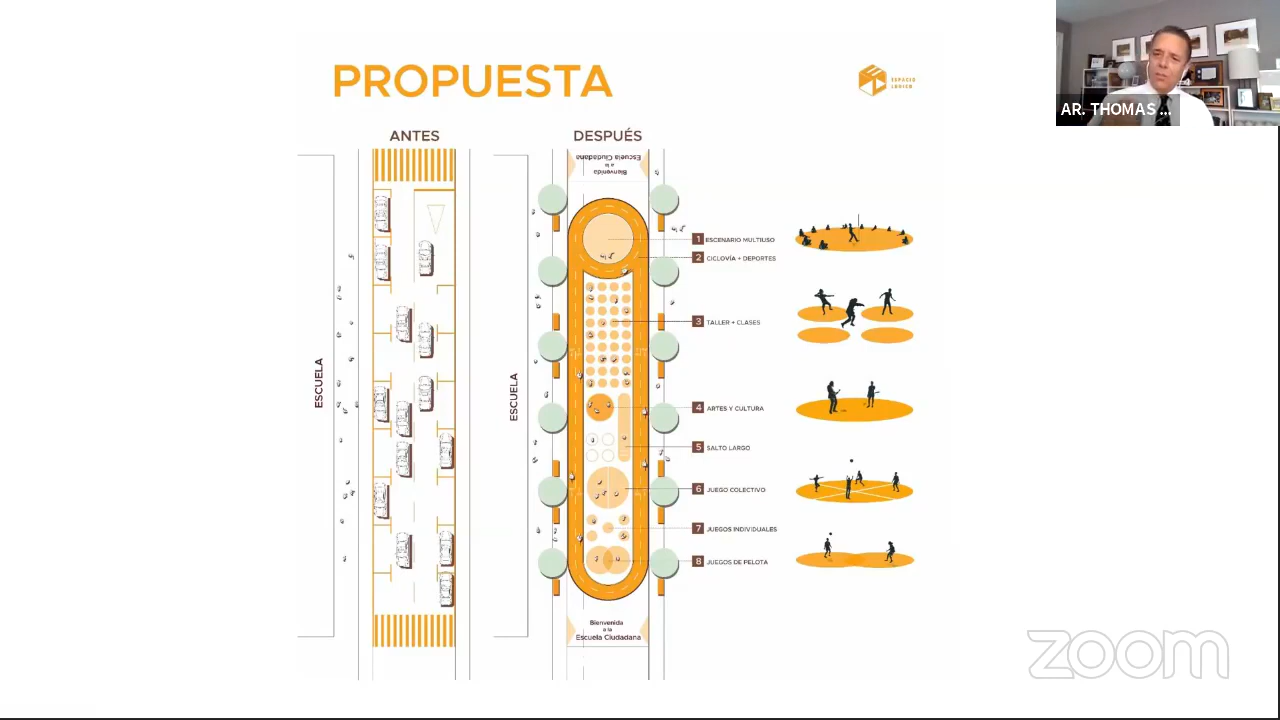 PROPUESTA
ESPACIO
LÚDICO
AR. THOMAS ...
ANTES
DESPUÉS
Bienvenida
a la
Escuela Ciudadana
ESCUELA
ESCUELA
1 ESCENARIO MULTIUSO
2 CICLOVÍA + DEPORTES
3 TALLER + CLASES
4 ARTES Y CULTURA
5 SALTO LARGO
6 JUEGO COLECTIVO
7 JUEGOS INDIVIDUALES
8 JUEGOS DE PELOTA
Bienvenida
a la
Escuela Ciudadana
zoom